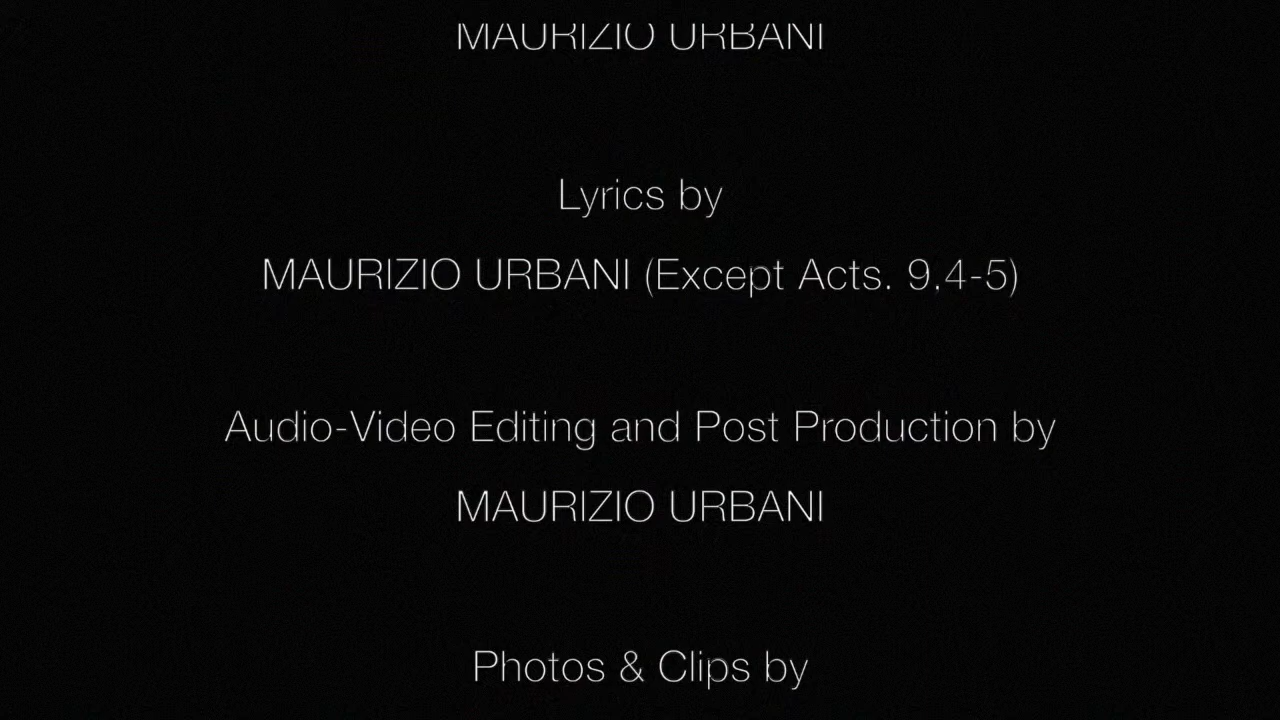 MAURIZIO URBANI
Lyrics by
MAURIZIO URBANI (Except Acts. 9.4-5)
Audio-Video Editing and Post Production by
MAURIZIO URBANI
Photos & Clips by